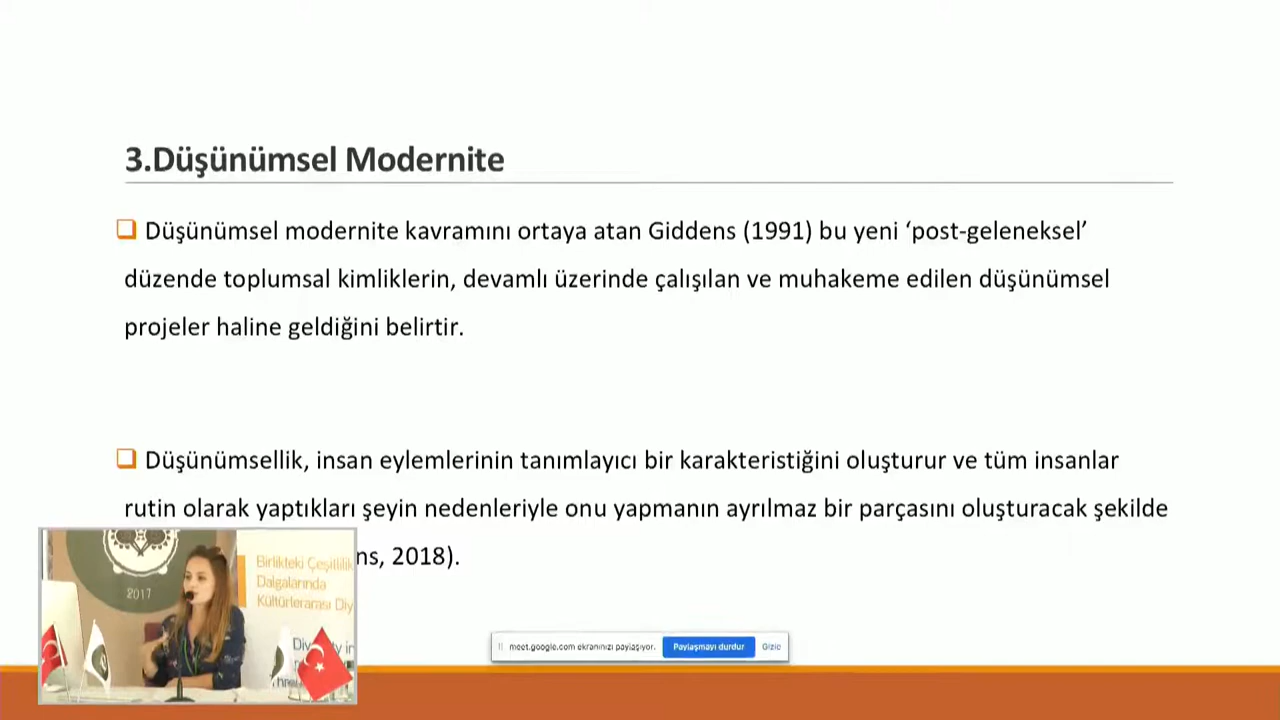 3.Düşünümsel Modernite
Düşünümsel modernite kavramını ortaya atan Giddens (1991) bu yeni ‘post-geleneksel’
düzende toplumsal kimliklerin, devamlı üzerinde çalışılan ve muhakeme edilen düşünümsel
projeler haline geldiğini belirtir.
Düşünümsellik, insan eylemlerinin tanımlayıcı bir karakteristiğini oluşturur ve tüm insanlar
rutin olarak yaptıkları şeyin nedenleriyle onu yapmanın ayrılmaz bir parçasını oluşturacak şekilde
ns, 2018).
2017
Birlikteki Çeşitlilik
Dalgalarında
Kültürlerarası Diy
meet.google.com ekranınızı paylaşıyor.
Paylaşmayı durdur
Gizle